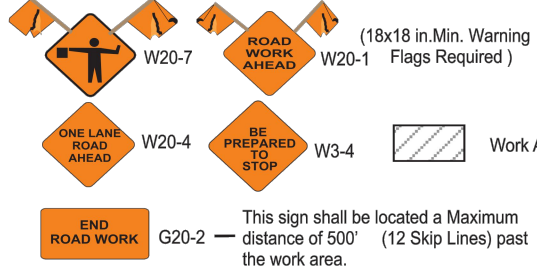 W20-7
ROAD
WORK
AHEAD
W20-1
(18x18 in.Min. Warning
Flags Required )
ONE LANE
ROAD
AHEAD
W20-4
BE
PREPARED
TO
STOP
W3-4
Work
END
ROAD WORK
G20-2
This sign shall be located a Maximum
distance of 500' (12 Skip Lines) past
the work area.